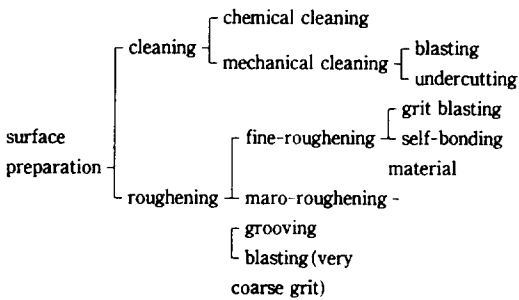 chemical cleaning
cleaning
mechanical cleaning
blasting
undercutting
surface
preparation
grit blasting
fine-roughening
self-bonding
material
roughening
maro-roughening -
grooving
blasting(very
coarse grit)